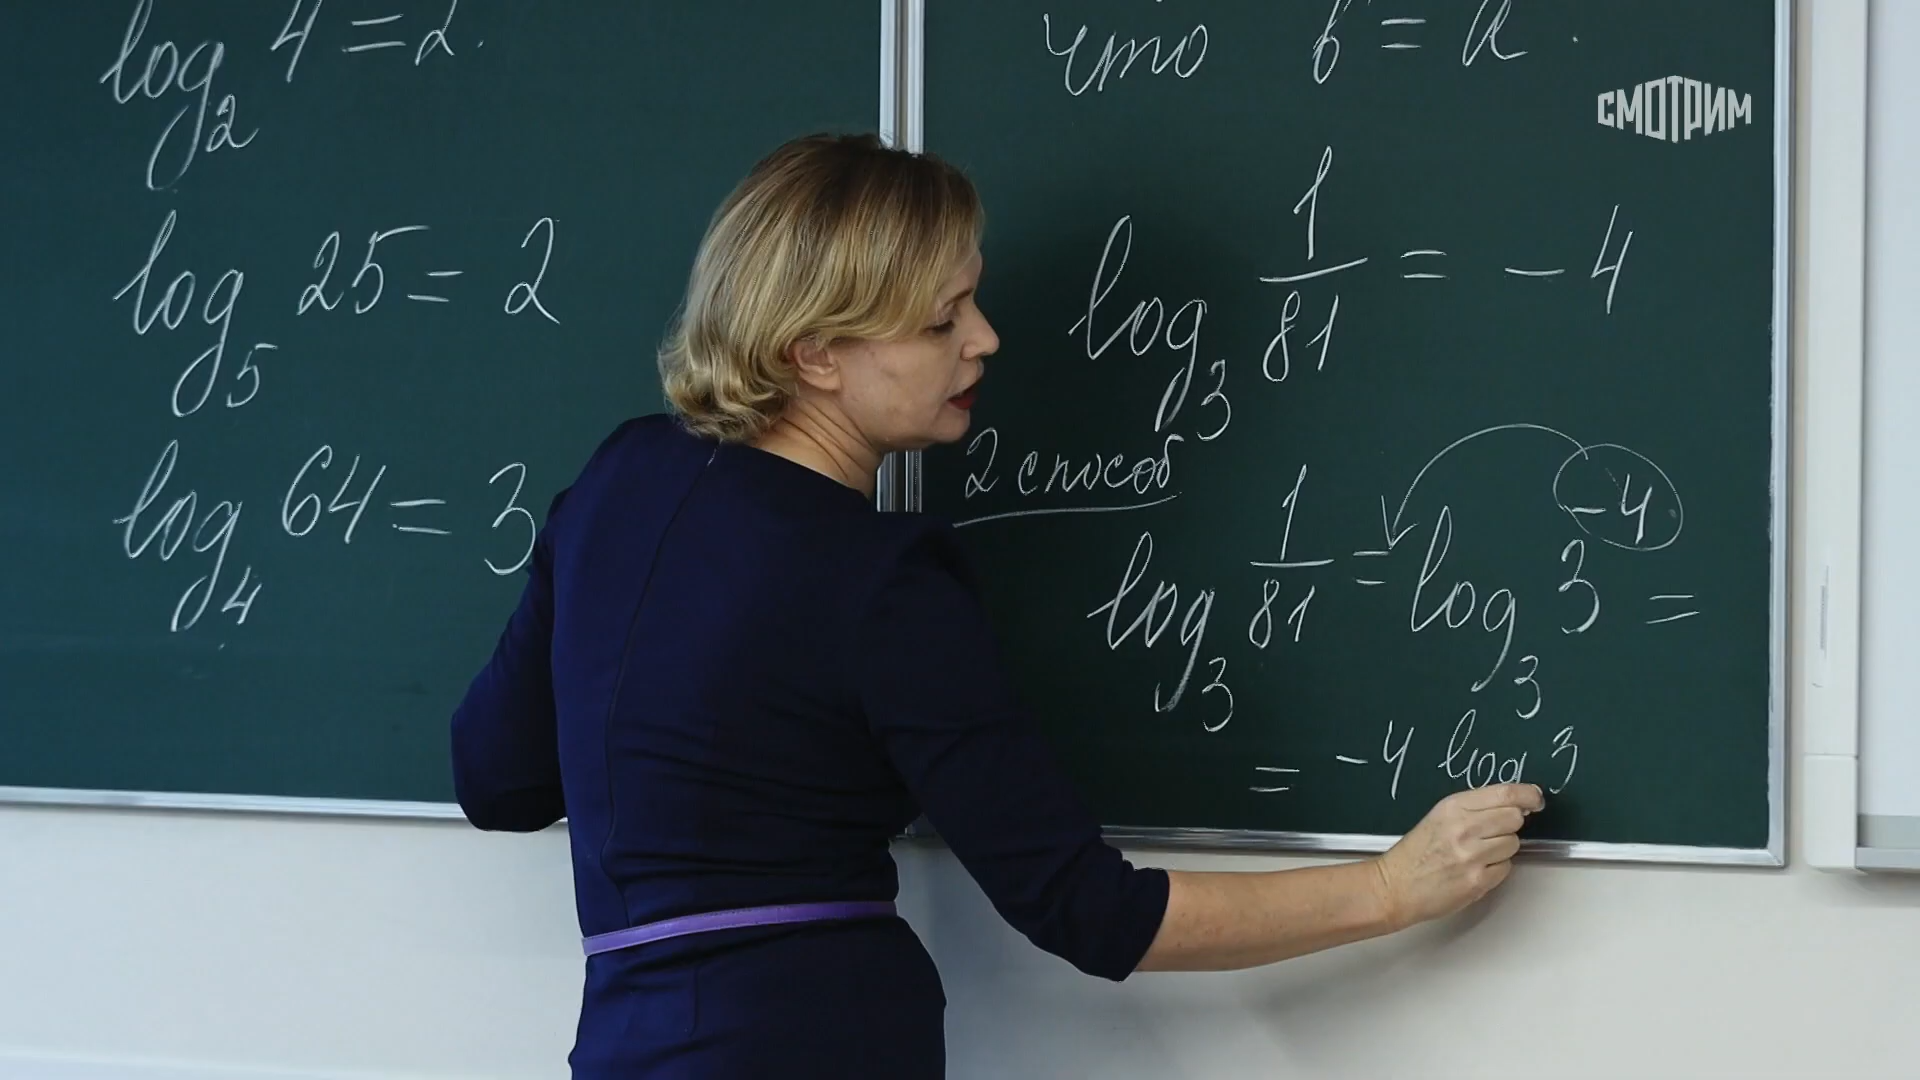 log₂ 4 = 2.
log₅ 25 = 2
log₄ 64 = 3
что b = a.
СМОТРИМ
log₃ 1/81 = -4
2 способ
log₃ 1/81 = log₃ 3⁻⁴ =
= -4 log 3